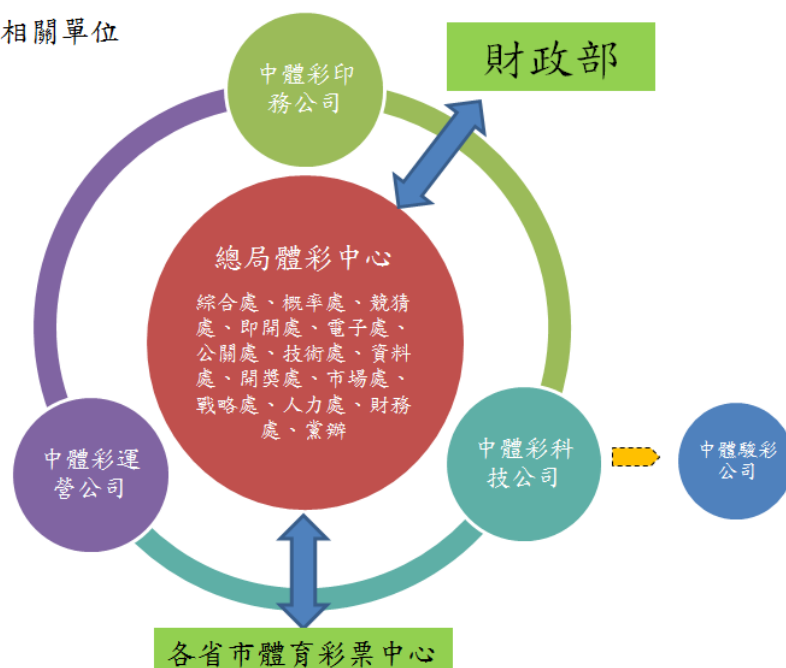 相關單位
財政部
中體彩印
務公司
總局體彩中心
綜合處、概率處、競猜
處、即開處、電子處、
公關處、技術處、資料
處、開獎處、市場處、
戰略處、人力處、財務
處、黨辦
中體彩運
營公司
中體彩科
技公司
中體駿彩
公司
各省市體育彩票中心